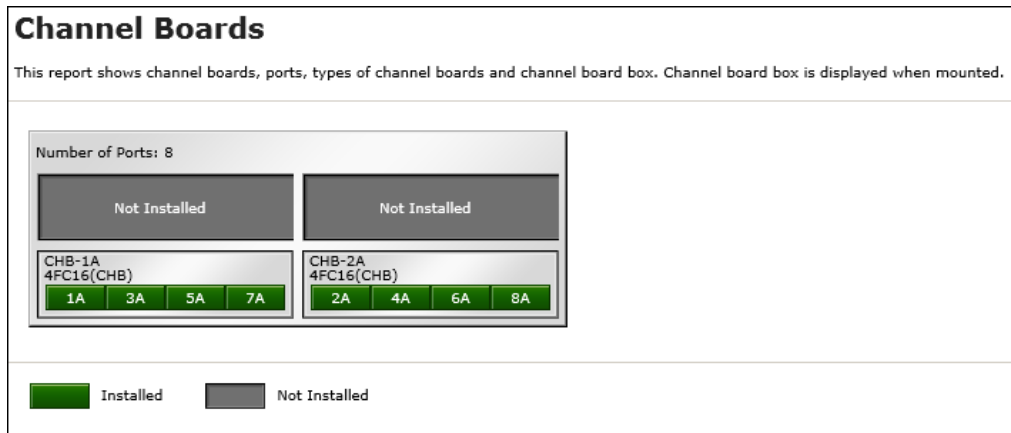 Channel Boards
This report shows channel boards, ports, types of channel boards and channel board box. Channel board box is displayed when mounted.
Number of Ports: 8
Not Installed
Not Installed
CHB-1A
4FC16(CHB)
1A 3A 5A 7A
CHB-2A
4FC16(CHB)
2A 4A 6A 8A
Installed
Not Installed